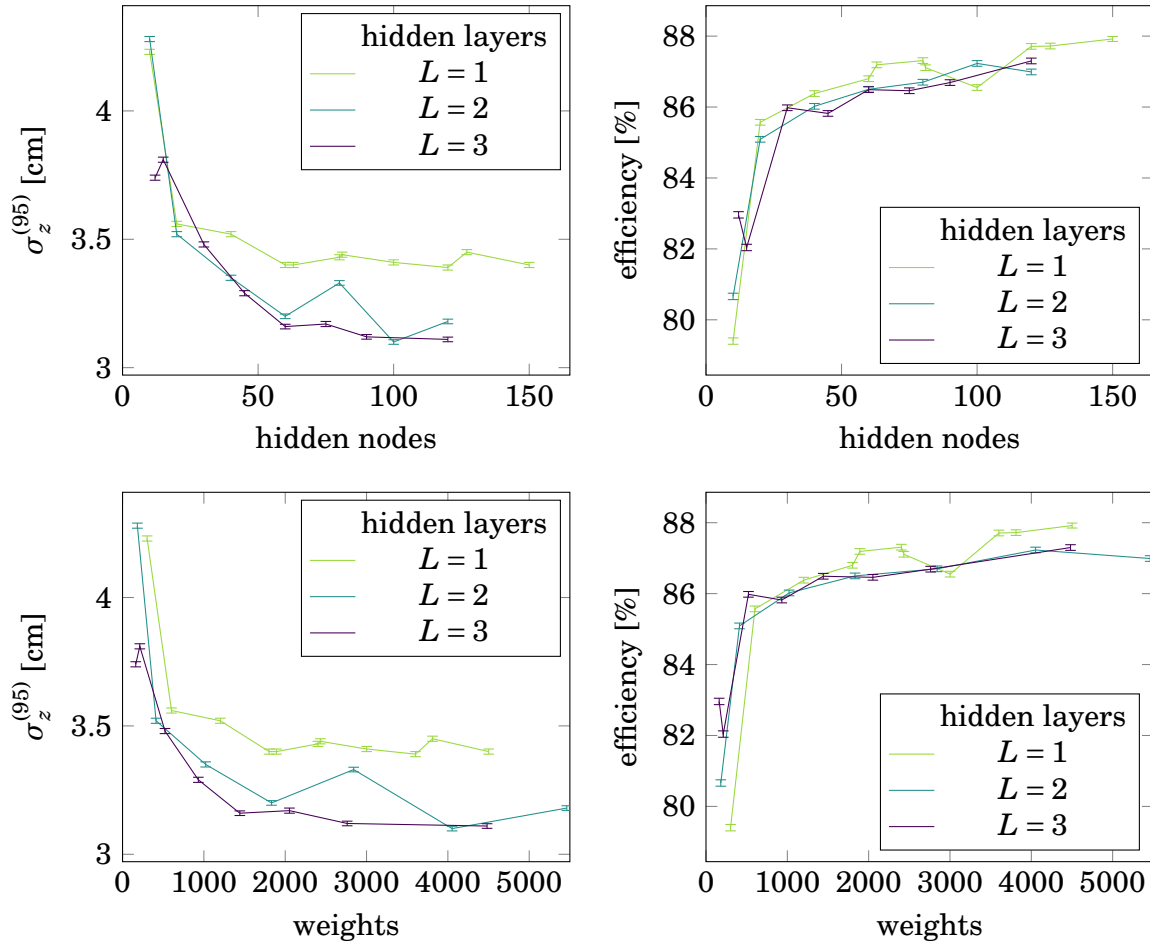 σ_z^(95) [cm]
4
3.5
3
hidden layers
L = 1
L = 2
L = 3
0 50 100 150
hidden nodes
efficiency [%]
88
86
84
82
80
hidden layers
L = 1
L = 2
L = 3
0 50 100 150
hidden nodes
σ_z^(95) [cm]
4
3.5
3
hidden layers
L = 1
L = 2
L = 3
0 1000 2000 3000 4000 5000
weights
efficiency [%]
88
86
84
82
80
hidden layers
L = 1
L = 2
L = 3
0 1000 2000 3000 4000 5000
weights